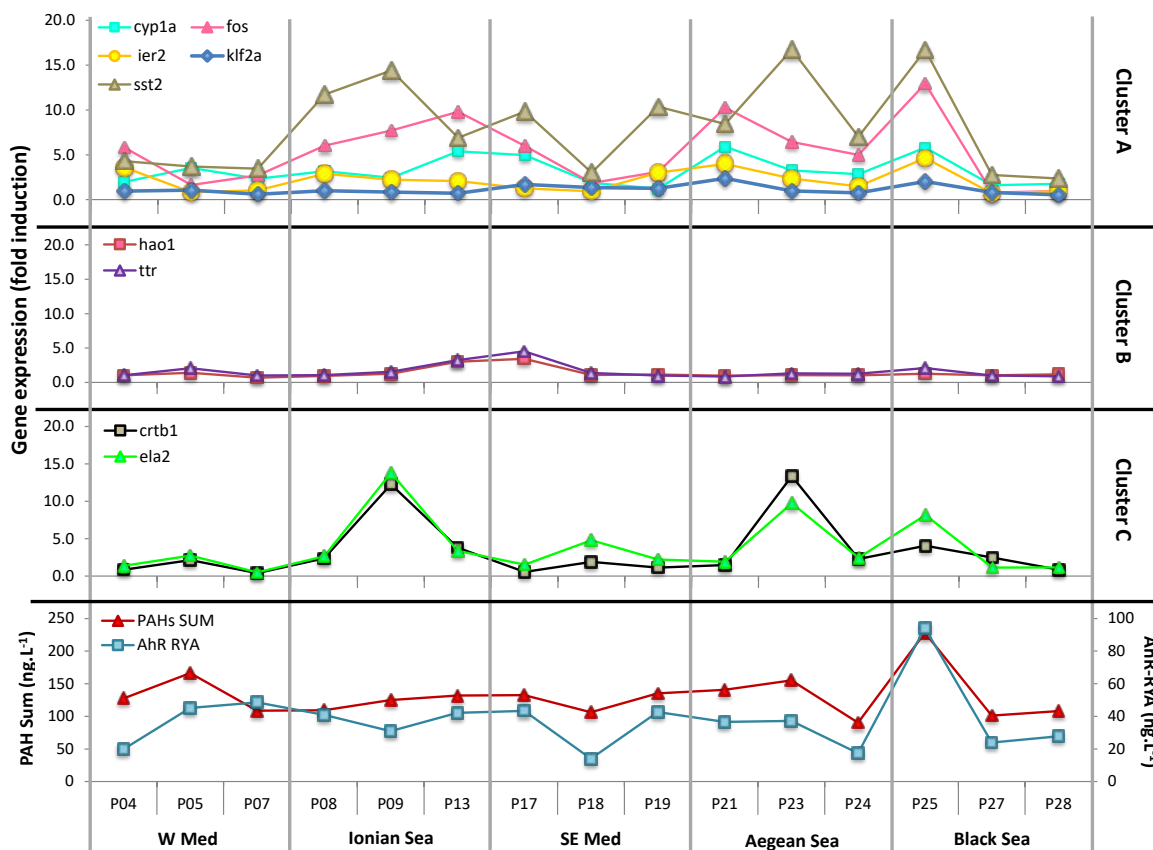 Gene expression (fold induction)
20.0
15.0
10.0
5.0
0.0
cyp1a
fos
ier2
klf2a
sst2
Cluster A
20.0
15.0
10.0
5.0
0.0
hao1
ttr
Cluster B
20.0
15.0
10.0
5.0
0.0
crtb1
ela2
Cluster C
PAH Sum (ng.L-1)
250
200
150
100
50
0
PAHs SUM
AhR RYA
100
80
60
40
20
0
AhR-RYA (ng.L-1)
P04 P05 P07 P08 P09 P13 P17 P18 P19 P21 P23 P24 P25 P27 P28
W Med Ionian Sea SE Med Aegean Sea Black Sea